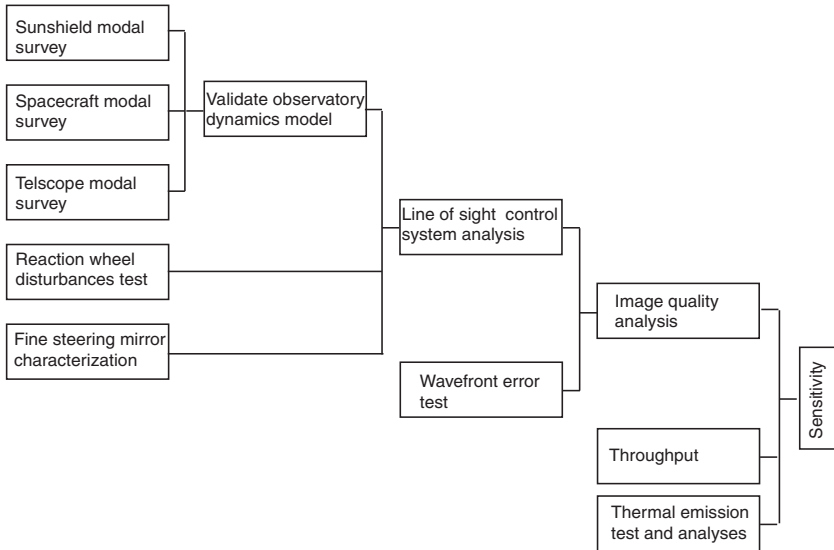 Sunshield modal
survey
Spacecraft modal
survey
Validate observatory
dynamics model
Telscope modal
survey
Line of sight control
system analysis
Reaction wheel
disturbances test
Image quality
analysis
Fine steering mirror
characterization
Wavefront error
test
Sensitivity
Throughput
Thermal emission
test and analyses